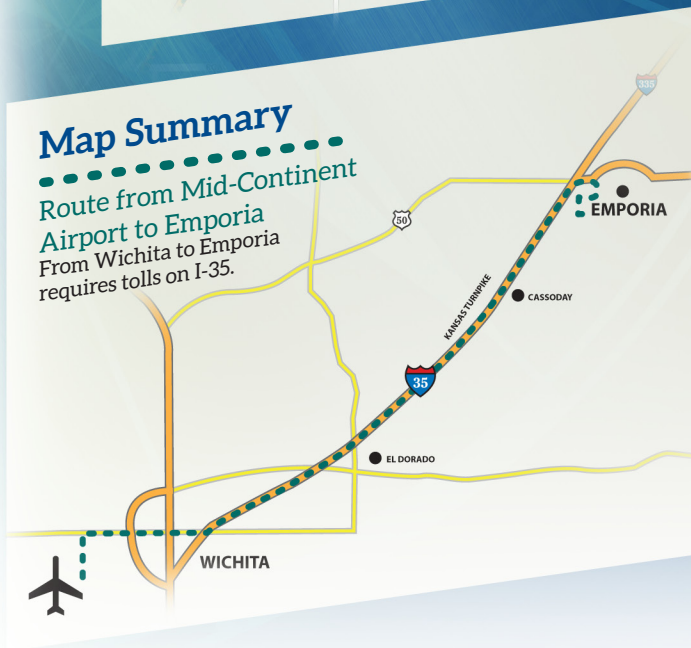 Map Summary
Route from Mid-Continent
Airport to Emporia
From Wichita to Emporia
requires tolls on I-35.
335
50
EMPORIA
CASSODAY
KANSAS TURNPIKE
35
EL DORADO
WICHITA